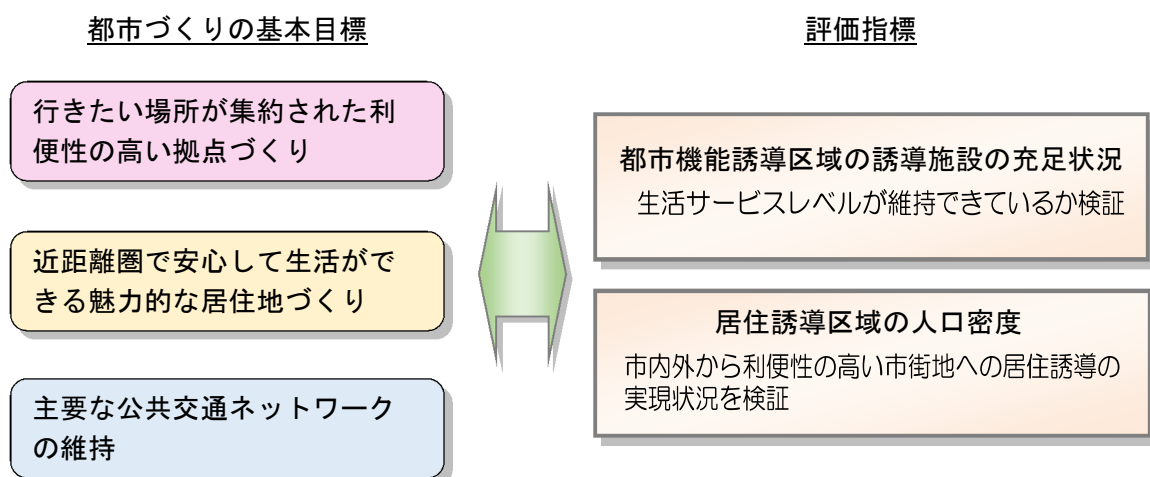 都市づくりの基本目標
行きたい場所が集約された利
便性の高い拠点づくり
近距離圏で安心して生活がで
きる魅力的な居住地づくり
主要な公共交通ネットワーク
の維持
評価指標
都市機能誘導区域の誘導施設の充足状況
生活サービスレベルが維持できているか検証
居住誘導区域の人口密度
市内外から利便性の高い市街地への居住誘導の
実現状況を検証